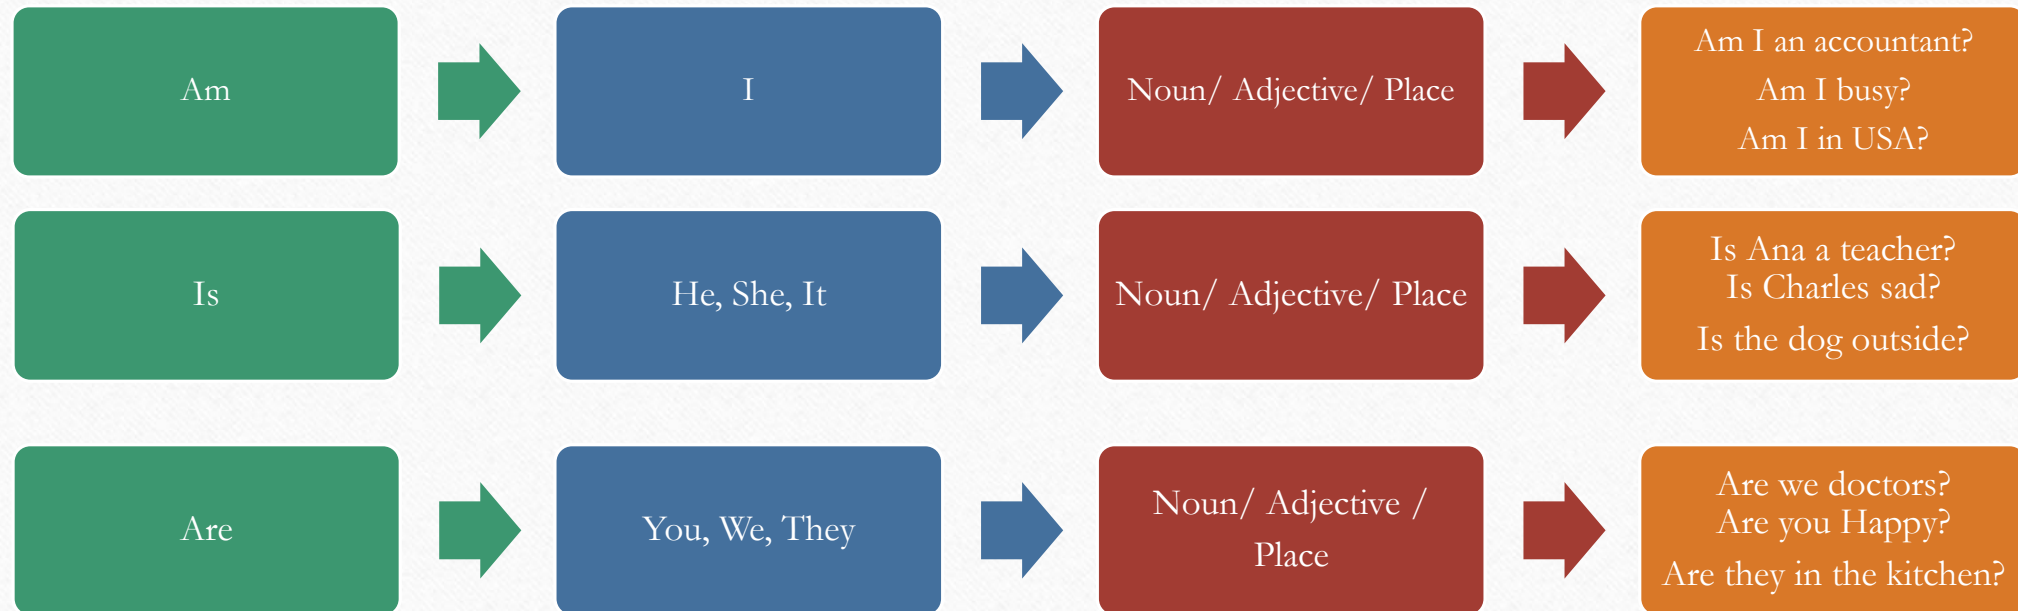 Am
I
Noun/ Adjective/ Place
Am I an accountant?
Am I busy?
Am I in USA?
Is
He, She, It
Noun/ Adjective/ Place
Is Ana a teacher?
Is Charles sad?
Is the dog outside?
Are
You, We, They
Noun/ Adjective /
Place
Are we doctors?
Are you Happy?
Are they in the kitchen?